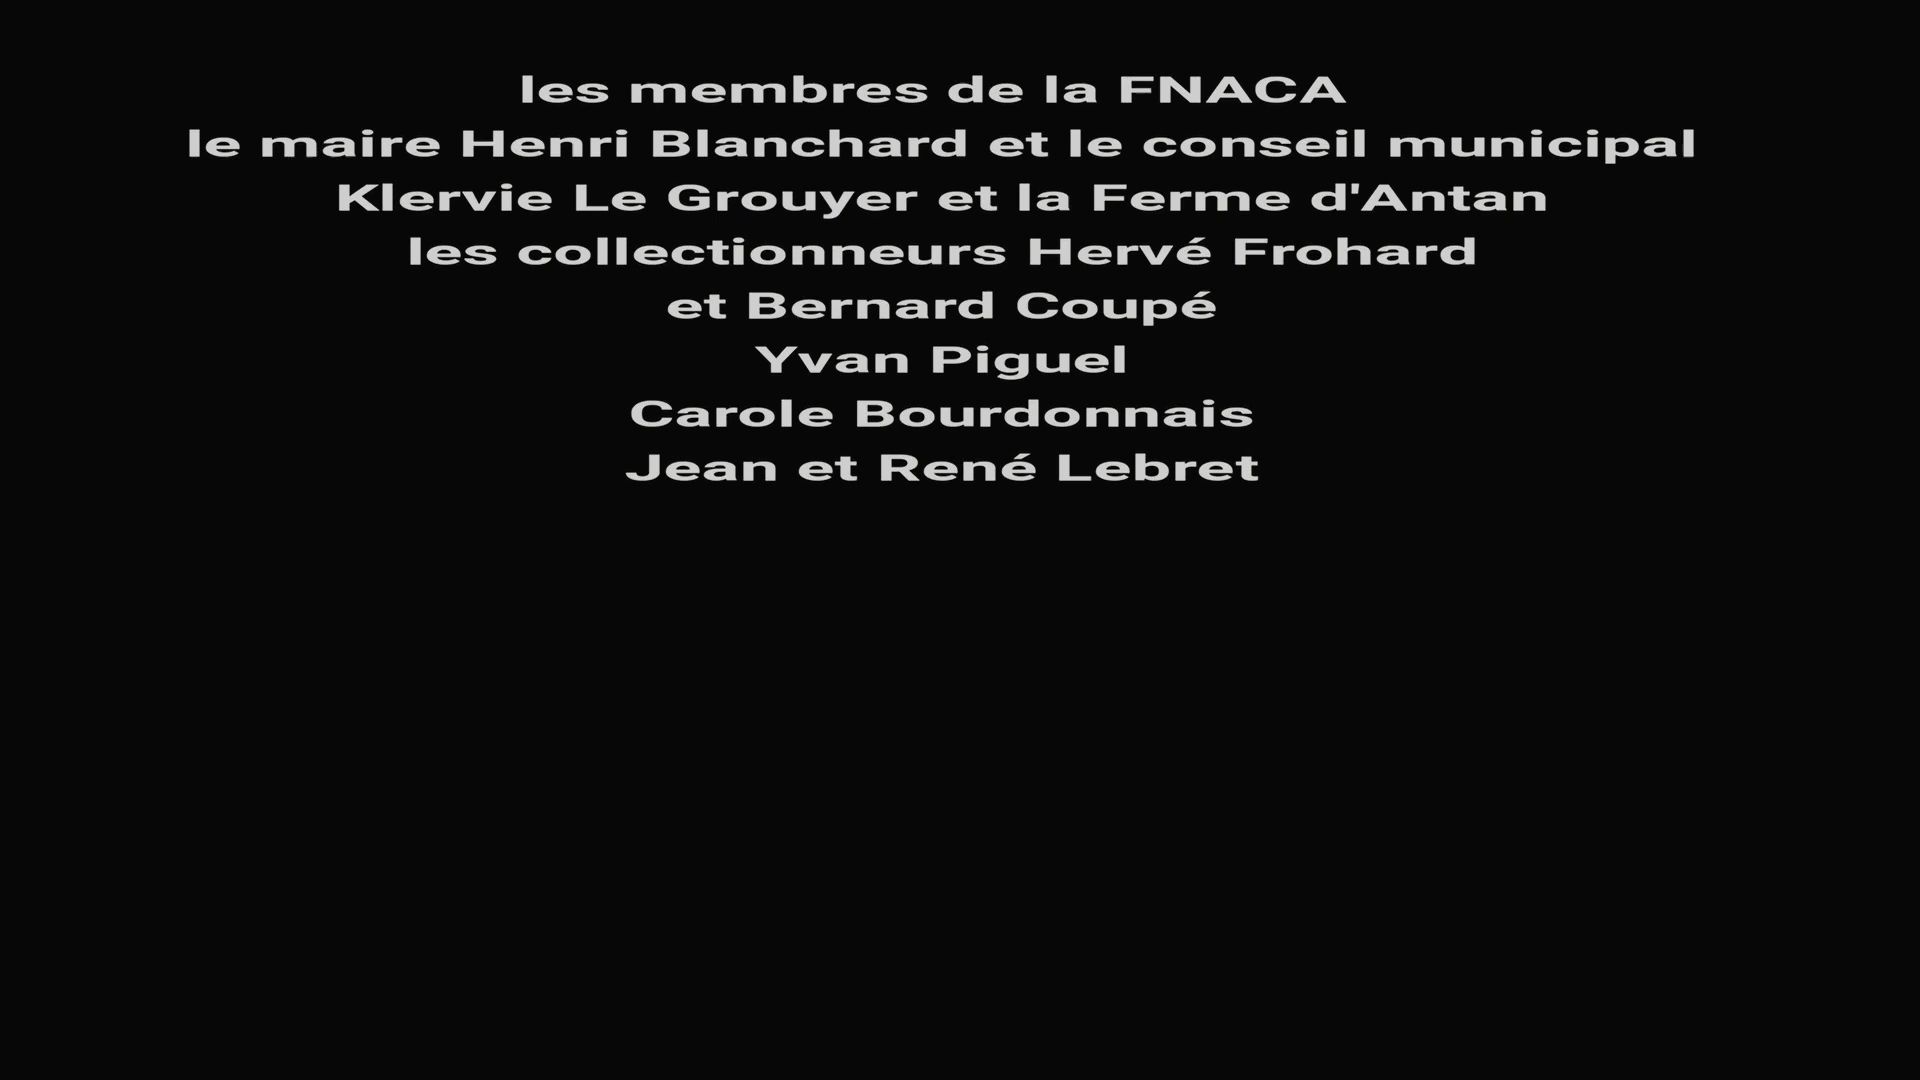 les membres de la FNACA
le maire Henri Blanchard et le conseil municipal
Klervie Le Grouyer et la Ferme d'Antan
les collectionneurs Hervé Frohard
et Bernard Coupé
Yvan Piguel
Carole Bourdonnais
Jean et René Lebret